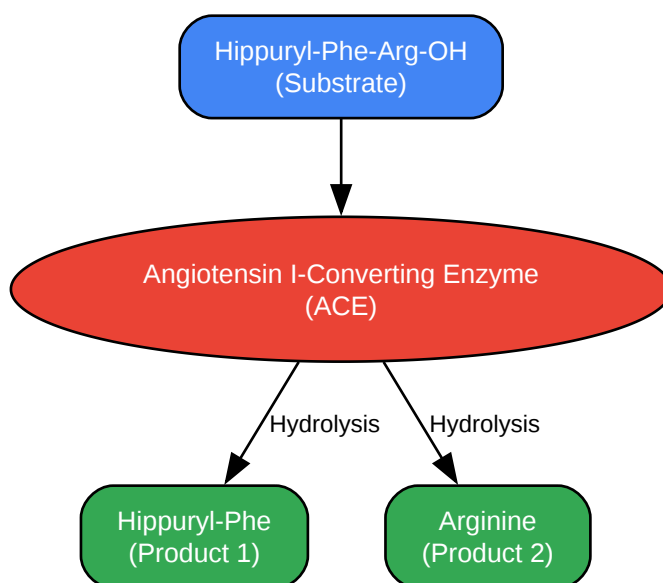 Hippuryl-Phe-Arg-OH
(Substrate)
Angiotensin I-Converting Enzyme
(ACE)
Hydrolysis
Hydrolysis
Hippuryl-Phe
(Product 1)
Arginine
(Product 2)